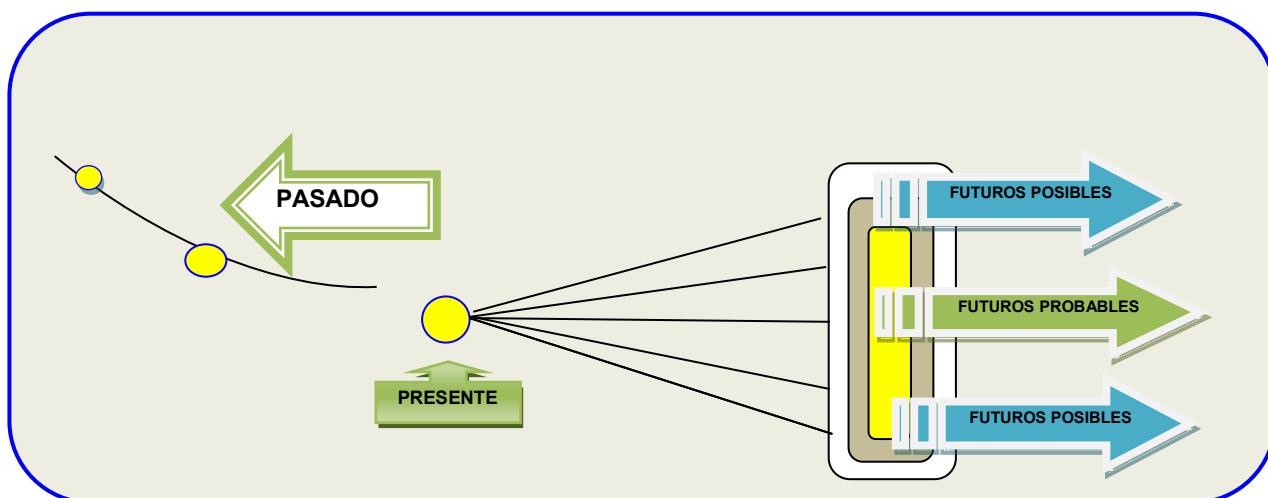 PASADO
PRESENTE
FUTUROS POSIBLES
FUTUROS PROBABLES
FUTUROS POSIBLES